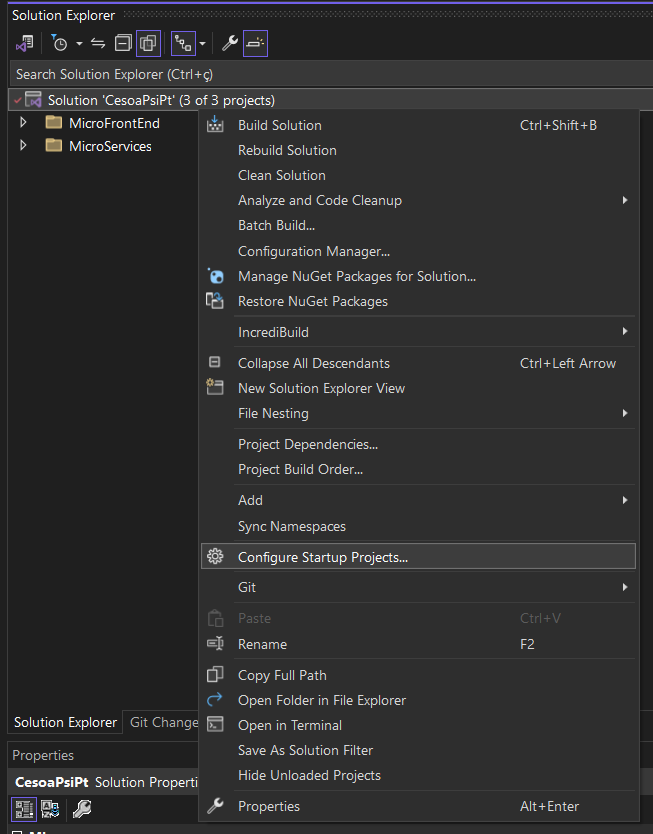 Solution Explorer
Search Solution Explorer (Ctrl+ç)
Solution 'CesoaPsiPt' (3 of 3 projects)
MicroFrontEnd
MicroServices
Build Solution Ctrl+Shift+B
Rebuild Solution
Clean Solution
Analyze and Code Cleanup
Batch Build...
Configuration Manager...
Manage NuGet Packages for Solution...
Restore NuGet Packages
IncrediBuild
Collapse All Descendants Ctrl+Left Arrow
New Solution Explorer View
File Nesting
Project Dependencies...
Project Build Order...
Add
Sync Namespaces
Configure Startup Projects...
Git
Paste Ctrl+V
Rename F2
Copy Full Path
Open Folder in File Explorer
Open in Terminal
Save As Solution Filter
Hide Unloaded Projects
Properties Alt+Enter
Solution Explorer Git Change
Properties
CesoaPsiPt Solution Properti